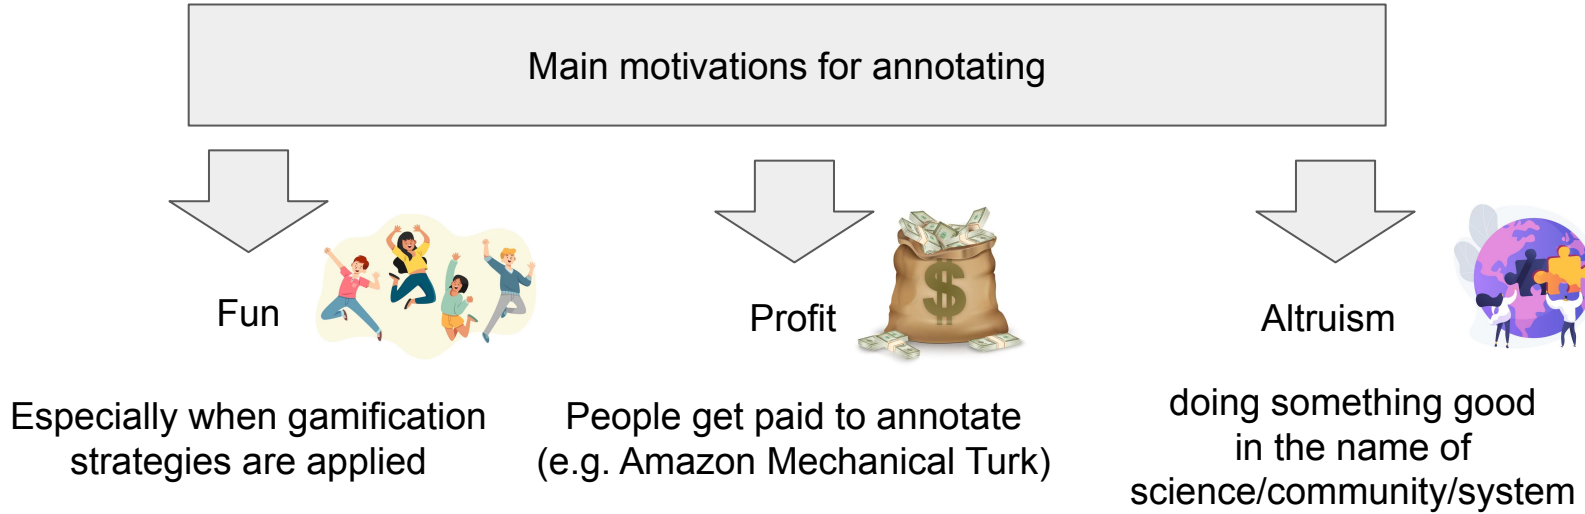 Main motivations for annotating
Fun
Especially when gamification
strategies are applied
Profit
$
People get paid to annotate
(e.g. Amazon Mechanical Turk)
Altruism
doing something good
in the name of
science/community/system